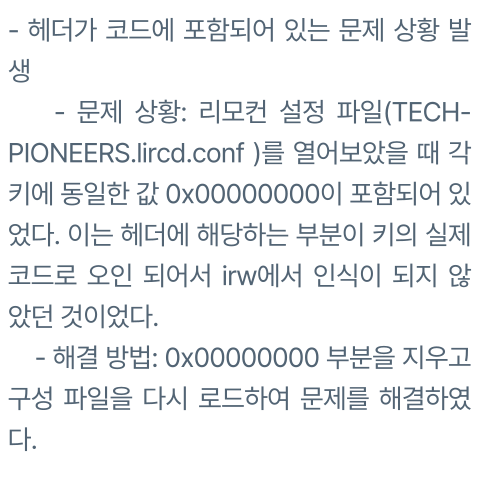 - 헤더가 코드에 포함되어 있는 문제 상황 발
생
- 문제 상황: 리모컨 설정 파일(TECH-
PIONEERS.lircd.conf )를 열어보았을 때 각
키에 동일한 값 0x00000000이 포함되어 있
었다. 이는 헤더에 해당하는 부분이 키의 실제
코드로 오인 되어서 irw에서 인식이 되지 않
았던 것이었다.
- 해결 방법: 0x00000000 부분을 지우고
구성 파일을 다시 로드하여 문제를 해결하였
다.